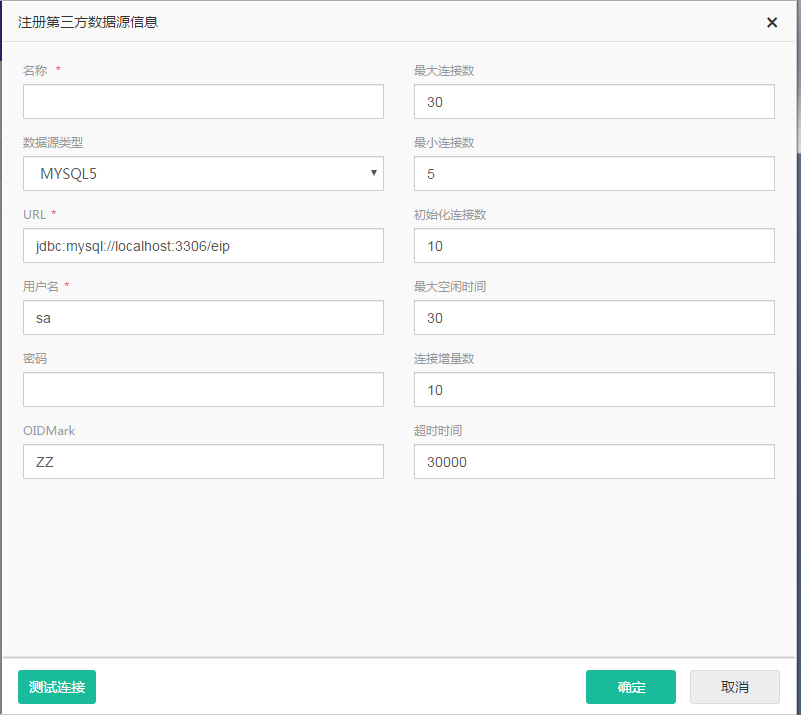 注册第三方数据源信息
名称 *
最大连接数
30
数据源类型
MYSQL5
最小连接数
5
URL *
jdbc:mysql://localhost:3306/eip
初始化连接数
10
用户名 *
sa
最大空闲时间
30
密码
连接增量数
10
OIDMark
ZZ
超时时间
30000
测试连接
确定
取消